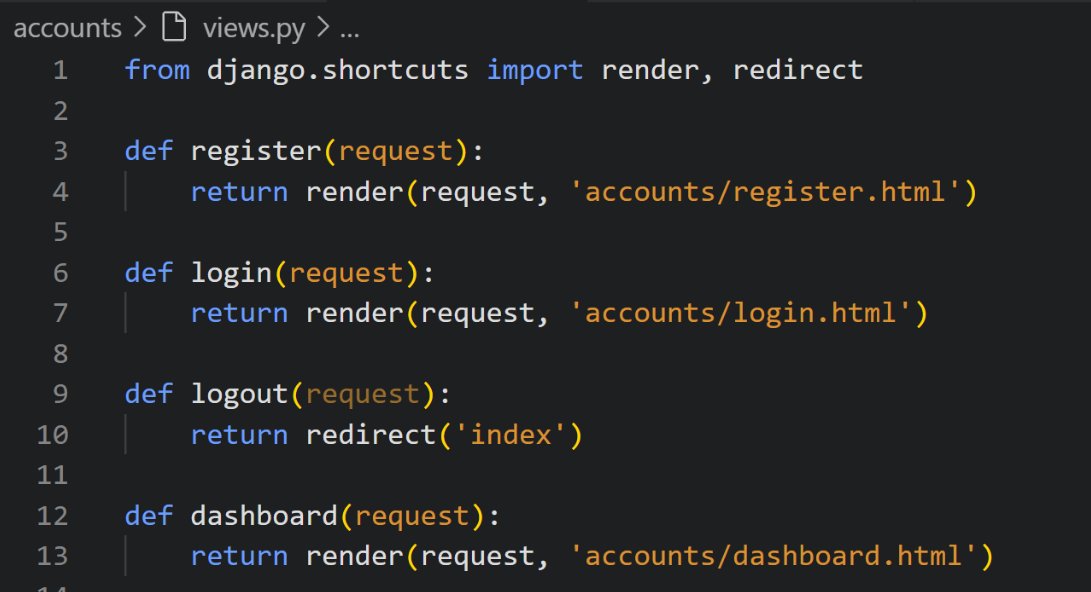 accounts > views.py > ...
1 from django.shortcuts import render, redirect
2
3 def register(request):
4     return render(request, 'accounts/register.html')
5
6 def login(request):
7     return render(request, 'accounts/login.html')
8
9 def logout(request):
10     return redirect('index')
11
12 def dashboard(request):
13     return render(request, 'accounts/dashboard.html')
14